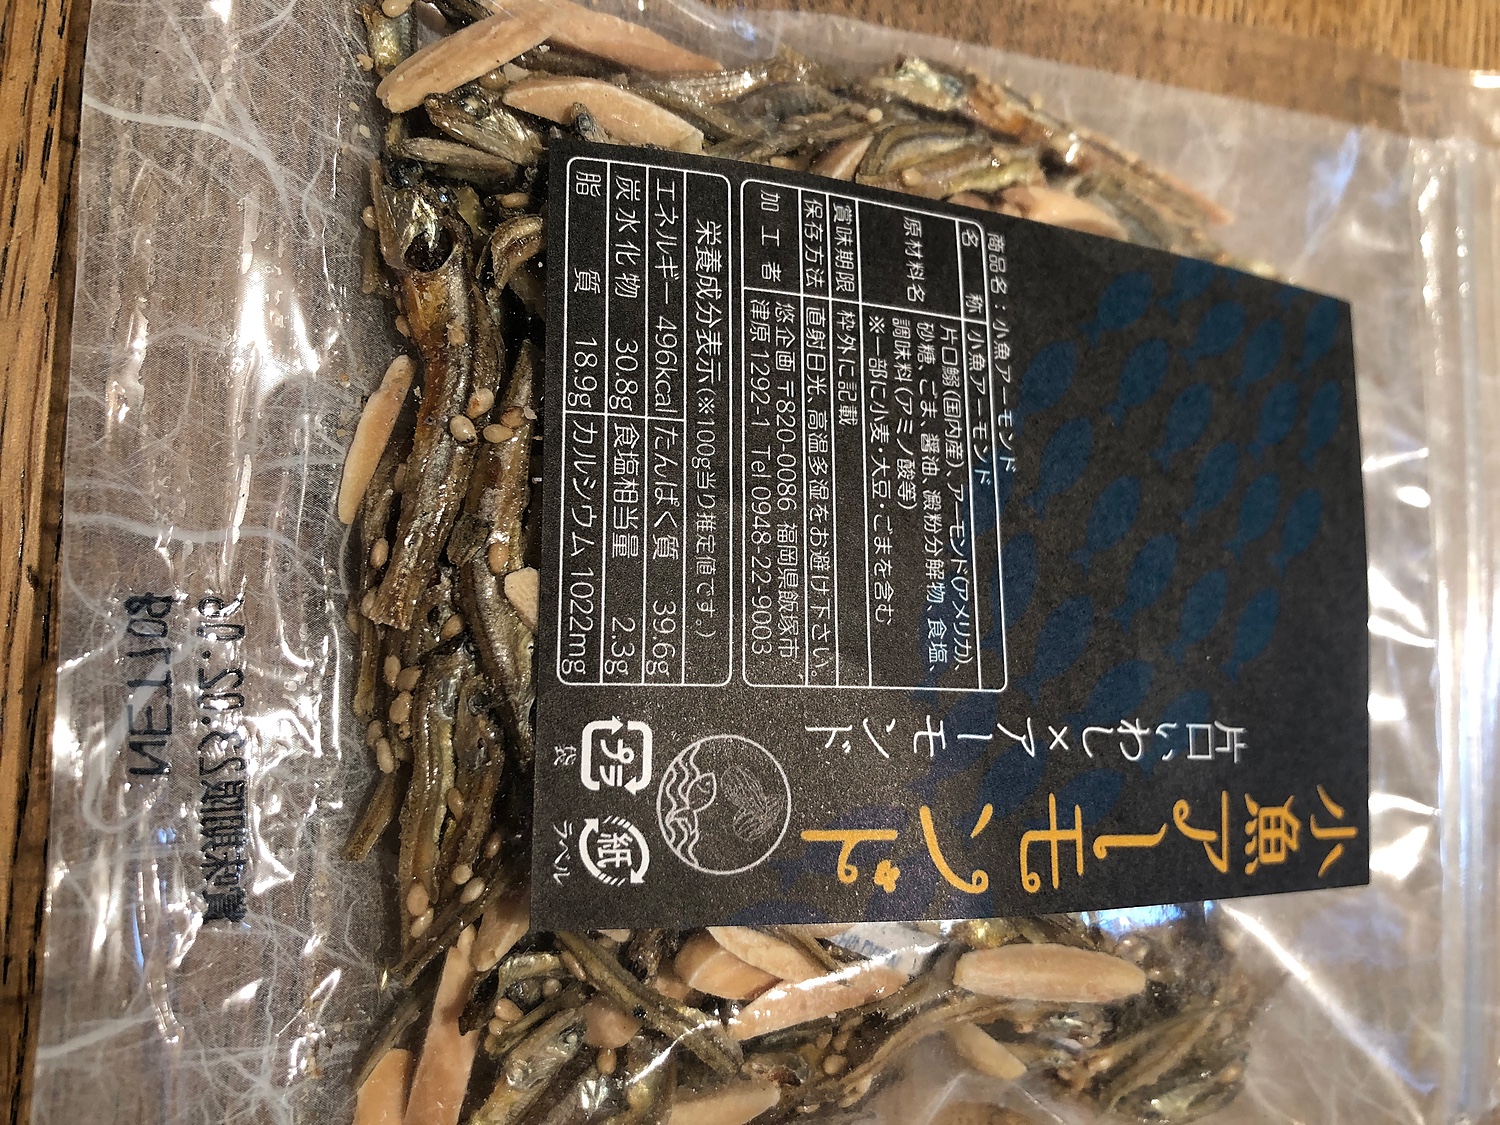 小魚アーモンド
片口いわし×アーモンド
商品名：小魚アーモンド
名称 小魚アーモンド
原材料名 片口鰯(国内産)、アーモンド(アメリカ)、
砂糖、ごま、醤油、澱粉分解物、食塩、
調味料(アミノ酸等)
※一部に小麦・大豆・ごまを含む
賞味期限 枠外に記載
保存方法 直射日光、高温多湿をお避け下さい。
加工者 悠企画 〒820-0086 福岡県飯塚市
津原1292-1 Tel 0948-22-9003
栄養成分表示(※100g当り推定値です。)
エネルギー 496kcal たんぱく質 39.6g
炭水化物 30.8g 食塩相当量 2.3g
脂質 18.9g カルシウム 1022mg
プラ
袋
紙
ラベル